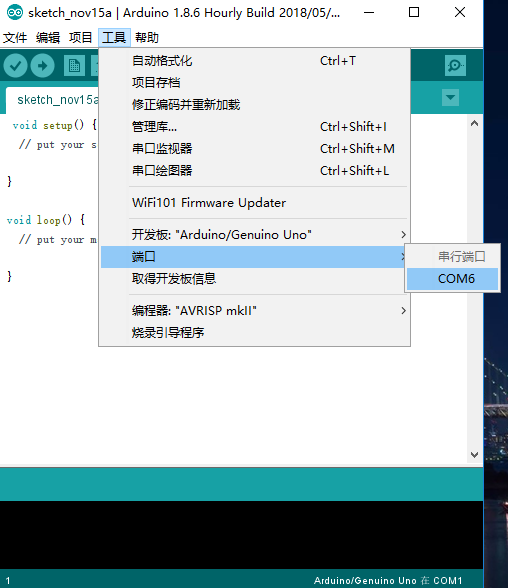 sketch_nov15a | Arduino 1.8.6 Hourly Build 2018/05/...
文件 编辑 项目 工具 帮助
自动格式化 Ctrl+T
项目存档
修正编码并重新加载
管理库... Ctrl+Shift+I
串口监视器 Ctrl+Shift+M
串口绘图器 Ctrl+Shift+L
WiFi101 Firmware Updater
开发板: "Arduino/Genuino Uno"
端口
取得开发板信息
编程器: "AVRISP mkII"
烧录引导程序
串行端口
COM6
sketch_nov15a
void setup() {
// put your s
}
void loop() {
// put your m
}
1
Arduino/Genuino Uno 在 COM1